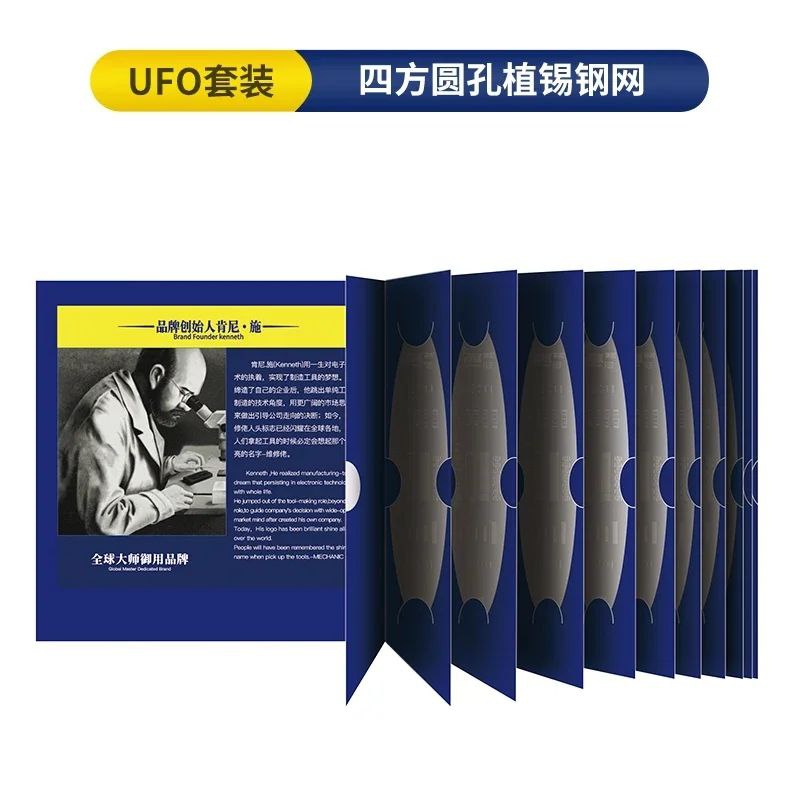 UFO套装
四方圆孔植锡钢网
品牌创始人肯尼·施
Brand Founder kenneth
肯尼.施(Kenneth)用一生对电子
术的执着，实现了制造工具的梦想。
缔造了自己的企业后，他跳出单纯工
制造的技术角度，用更广阔的市场思
来做出引导公司走向的决断：如今，
修佬人头标志已经闪耀在全球各地，
人们拿起工具的时候必定会想起那个
亮的名字-维修佬。
Kenneth ,He realized manufacturing-t
dream that persisting in electronic technolo
with whole life.
He jumped out of the tool-making role,beyond
role,to guide company's decision with wide-op
market mind after created his own company.
Today, His logo has been brilliant shine all
over the world.
People will have been remembered the shin
name when pick up the tools.-MECHANIC
全球大师御用品牌
Global Master Dedicated Brand